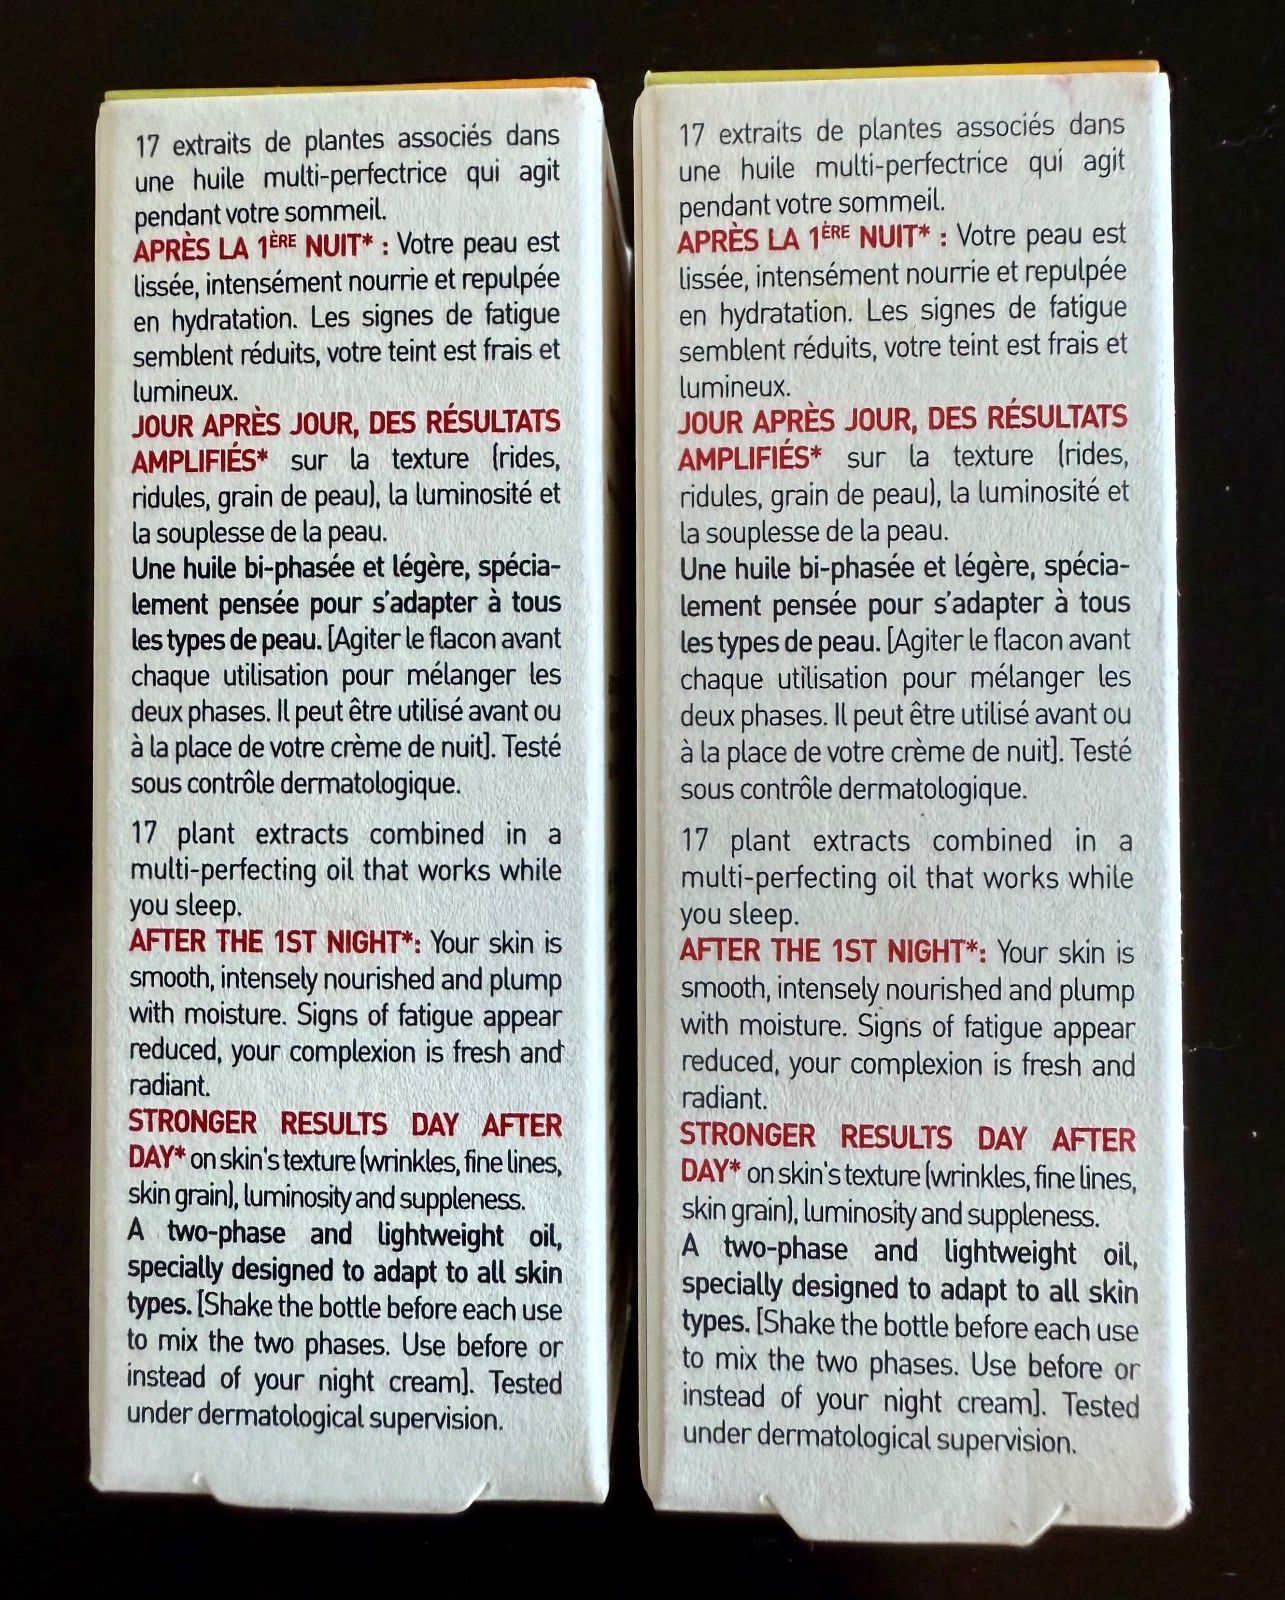 17 extraits de plantes associés dans
une huile multi-perfectrice qui agit
pendant votre sommeil.
APRÈS LA 1ÈRE NUIT* : Votre peau est
lissée, intensément nourrie et repulpée
en hydratation. Les signes de fatigue
semblent réduits, votre teint est frais et
lumineux.
JOUR APRÈS JOUR, DES RÉSULTATS
AMPLIFIÉS* sur la texture (rides,
ridules, grain de peau), la luminosité et
la souplesse de la peau.
Une huile bi-phasée et légère, spécia-
lement pensée pour s'adapter à tous
les types de peau. [Agiter le flacon avant
chaque utilisation pour mélanger les
deux phases. Il peut être utilisé avant ou
à la place de votre crème de nuit]. Testé
sous contrôle dermatologique.
17 plant extracts combined in a
multi-perfecting oil that works while
you sleep.
AFTER THE 1ST NIGHT*: Your skin is
smooth, intensely nourished and plump
with moisture. Signs of fatigue appear
reduced, your complexion is fresh and
radiant.
STRONGER RESULTS DAY AFTER
DAY* on skin's texture (wrinkles, fine lines,
skin grain), luminosity and suppleness.
A two-phase and lightweight oil,
specially designed to adapt to all skin
types. [Shake the bottle before each use
to mix the two phases. Use before or
instead of your night cream]. Tested
under dermatological supervision.
17 extraits de plantes associés dans
une huile multi-perfectrice qui agit
pendant votre sommeil.
APRÈS LA 1ÈRE NUIT* : Votre peau est
lissée, intensément nourrie et repulpée
en hydratation. Les signes de fatigue
semblent réduits, votre teint est frais et
lumineux.
JOUR APRÈS JOUR, DES RÉSULTATS
AMPLIFIÉS* sur la texture (rides,
ridules, grain de peau), la luminosité et
la souplesse de la peau.
Une huile bi-phasée et légère, spécia-
lement pensée pour s'adapter à tous
les types de peau. [Agiter le flacon avant
chaque utilisation pour mélanger les
deux phases. Il peut être utilisé avant ou
à la place de votre crème de nuit]. Testé
sous contrôle dermatologique.
17 plant extracts combined in a
multi-perfecting oil that works while
you sleep.
AFTER THE 1ST NIGHT*: Your skin is
smooth, intensely nourished and plump
with moisture. Signs of fatigue appear
reduced, your complexion is fresh and
radiant.
STRONGER RESULTS DAY AFTER
DAY* on skin's texture (wrinkles, fine lines,
skin grain), luminosity and suppleness.
A two-phase and lightweight oil,
specially designed to adapt to all skin
types. [Shake the bottle before each use
to mix the two phases. Use before or
instead of your night cream]. Tested
under dermatological supervision.